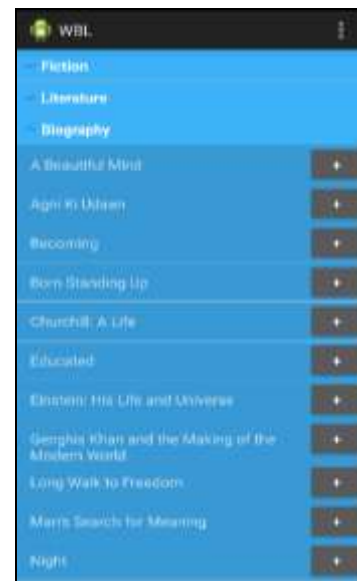 WBL
Fiction
Literature
Biography
A Beautiful Mind
+
Agni Ki Udaan
+
Becoming
+
Born Standing Up
+
Churchill: A Life
+
Educated
+
Einstein: His Life and Universe
+
Genghis Khan and the Making of the
Modern World
+
Long Walk to Freedom
+
Man's Search for Meaning
+
Night
+